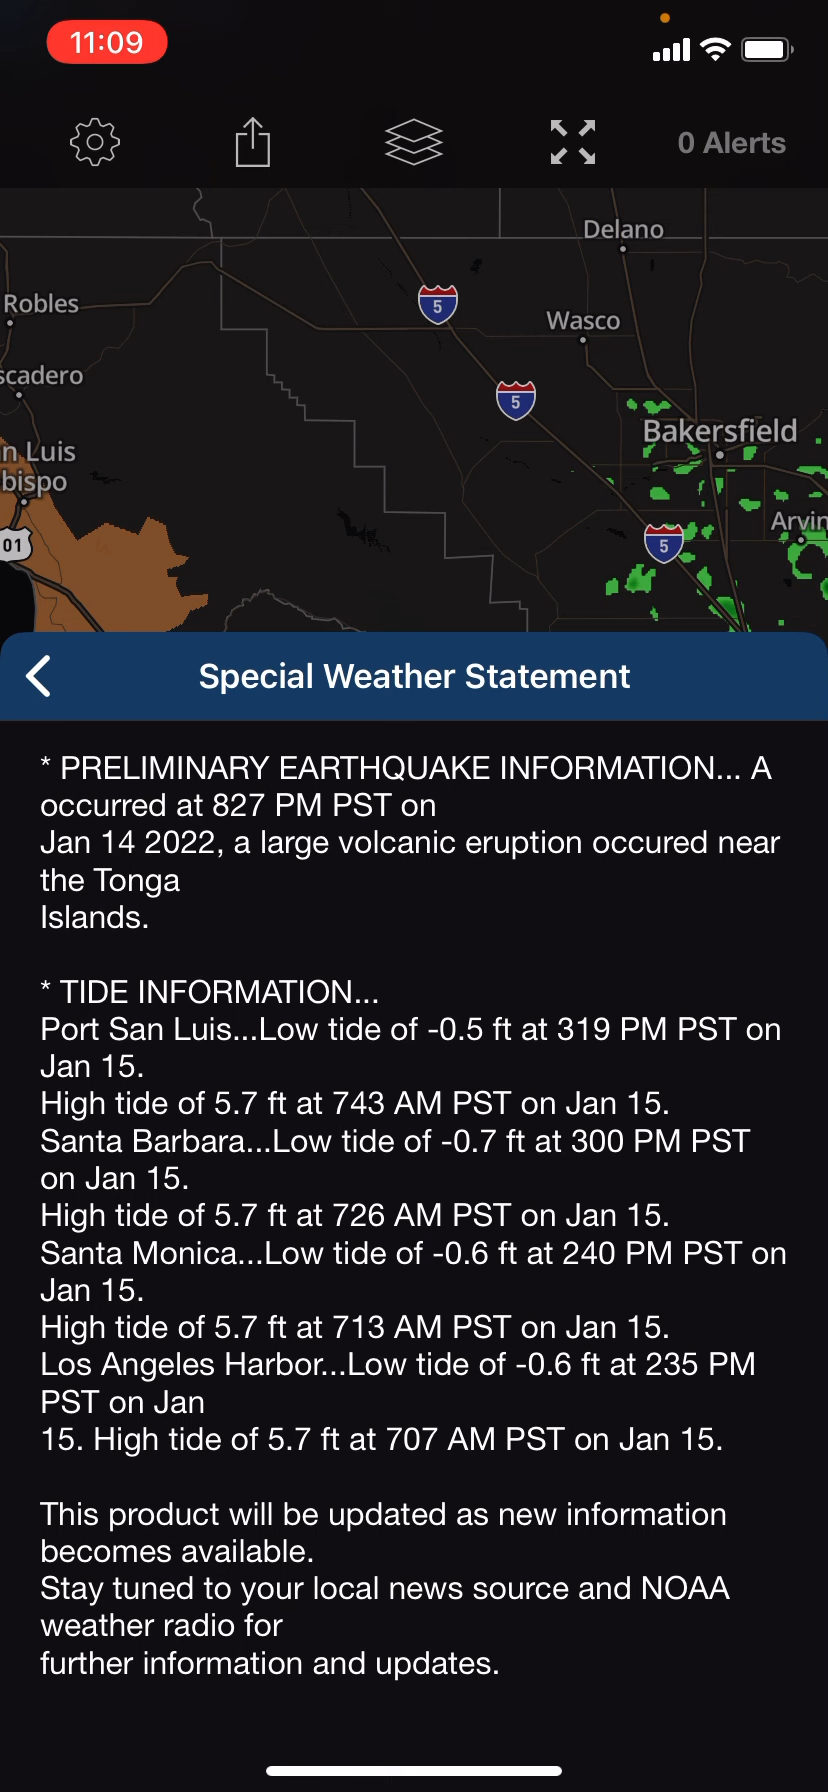 11:09
0 Alerts
Delano
Robles
5
Wasco
scadero
5
Bakersfield
n Luis
bispo
Arvin
01
5
Special Weather Statement
* PRELIMINARY EARTHQUAKE INFORMATION... A
occurred at 827 PM PST on
Jan 14 2022, a large volcanic eruption occured near
the Tonga
Islands.
* TIDE INFORMATION...
Port San Luis...Low tide of -0.5 ft at 319 PM PST on
Jan 15.
High tide of 5.7 ft at 743 AM PST on Jan 15.
Santa Barbara...Low tide of -0.7 ft at 300 PM PST
on Jan 15.
High tide of 5.7 ft at 726 AM PST on Jan 15.
Santa Monica...Low tide of -0.6 ft at 240 PM PST on
Jan 15.
High tide of 5.7 ft at 713 AM PST on Jan 15.
Los Angeles Harbor...Low tide of -0.6 ft at 235 PM
PST on Jan
15. High tide of 5.7 ft at 707 AM PST on Jan 15.
This product will be updated as new information
becomes available.
Stay tuned to your local news source and NOAA
weather radio for
further information and updates.